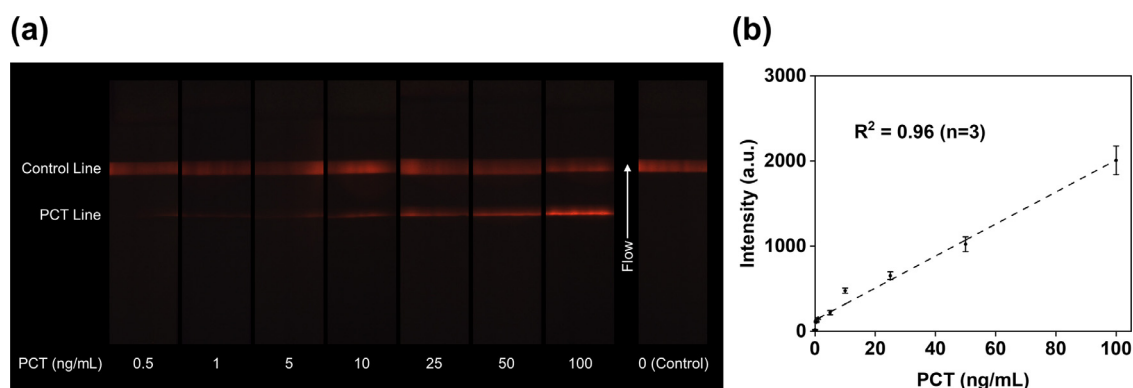 (a)
Control Line
PCT Line
Flow
PCT (ng/mL) 0.5 1 5 10 25 50 100 0 (Control)
(b)
3000
2000
1000
0
Intensity (a.u.)
R² = 0.96 (n=3)
0 20 40 60 80 100
PCT (ng/mL)